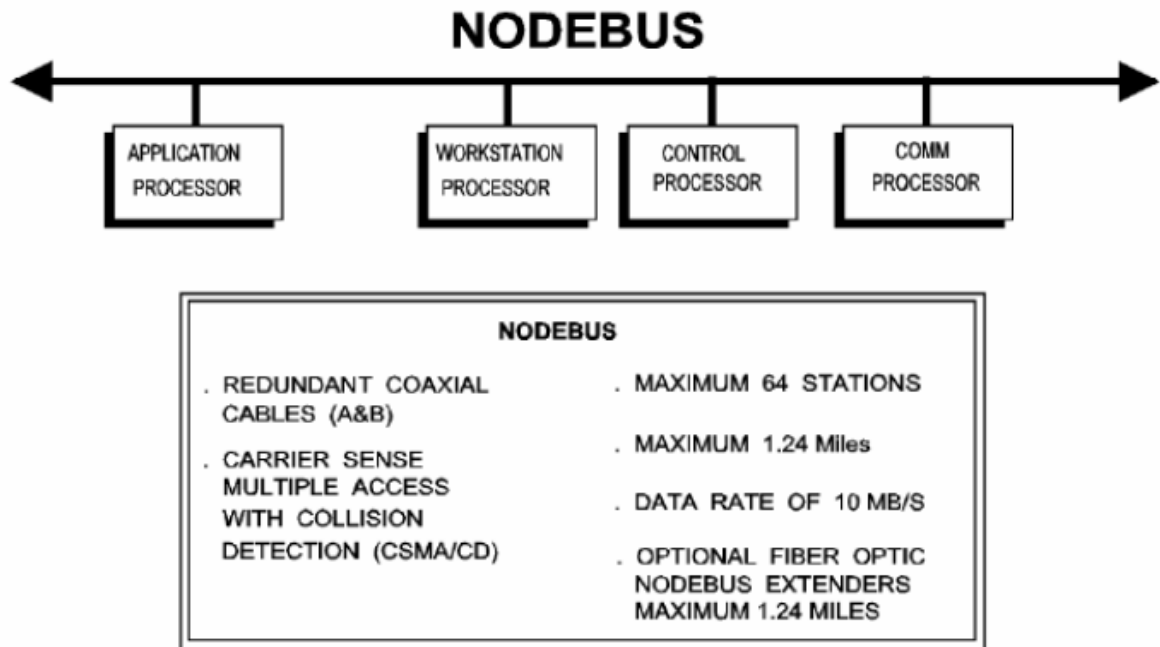 NODEBUS
APPLICATION
PROCESSOR
WORKSTATION
PROCESSOR
CONTROL
PROCESSOR
COMM
PROCESSOR
NODEBUS
. REDUNDANT COAXIAL
CABLES (A&B)
. CARRIER SENSE
MULTIPLE ACCESS
WITH COLLISION
DETECTION (CSMA/CD)
. MAXIMUM 64 STATIONS
. MAXIMUM 1.24 Miles
. DATA RATE OF 10 MB/S
. OPTIONAL FIBER OPTIC
NODEBUS EXTENDERS
MAXIMUM 1.24 MILES